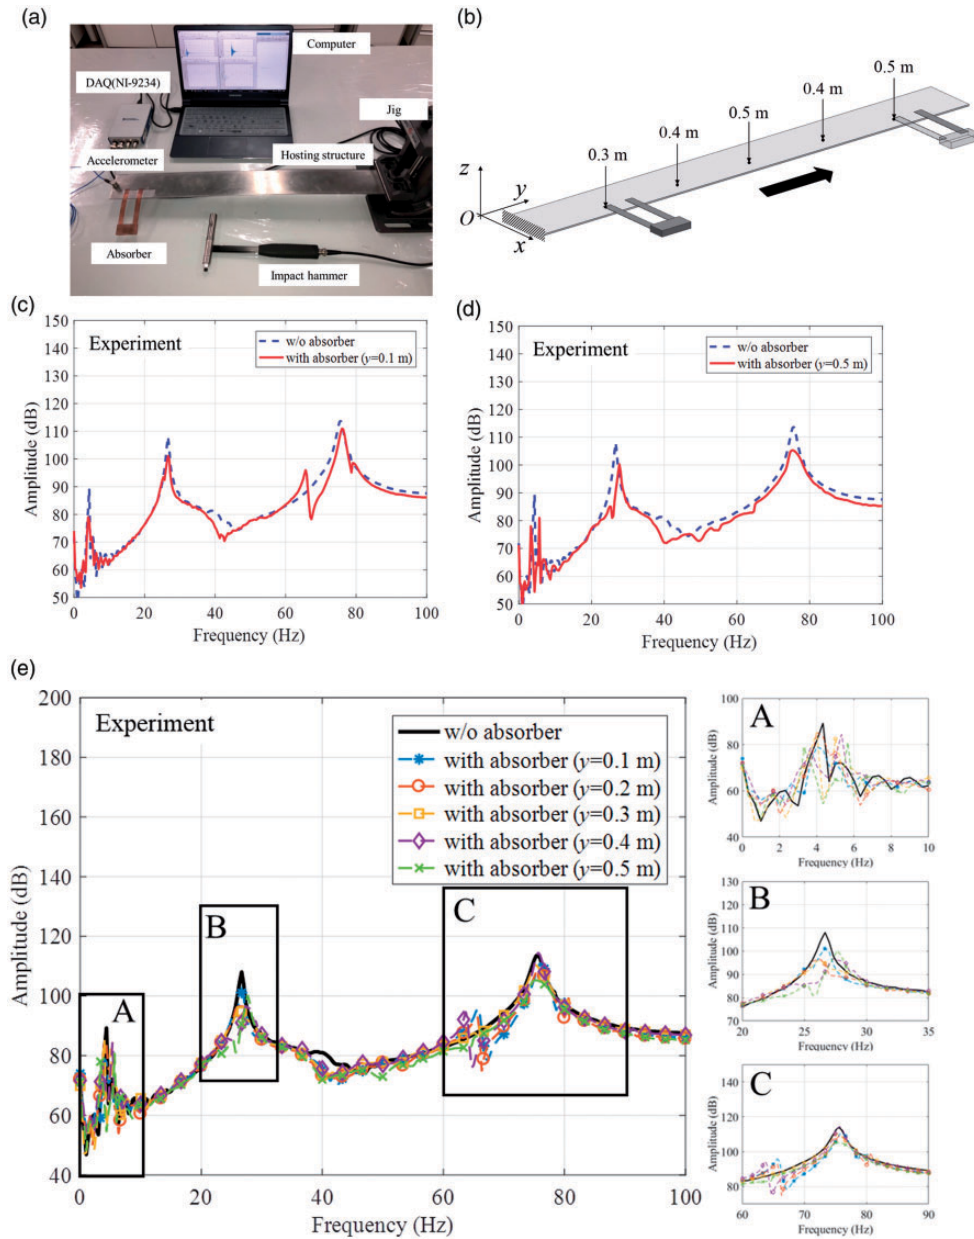 (a)
Computer
DAQ(NI-9234)
Jig
Accelerometer
Hosting structure
Absorber
Impact hammer
(b)
0.5 m
0.4 m
0.5 m
0.4 m
0.3 m
z
y
O
x
(c)
150
140
130
120
110
100
90
80
70
60
50
Amplitude (dB)
Experiment
w/o absorber
with absorber (y=0.1 m)
0 20 40 60 80 100
Frequency (Hz)
(d)
150
140
130
120
110
100
90
80
70
60
50
Amplitude (dB)
Experiment
w/o absorber
with absorber (y=0.5 m)
0 20 40 60 80 100
Frequency (Hz)
(e)
200
180
160
140
120
100
80
60
40
Amplitude (dB)
Experiment
w/o absorber
with absorber (y=0.1 m)
with absorber (y=0.2 m)
with absorber (y=0.3 m)
with absorber (y=0.4 m)
with absorber (y=0.5 m)
A
B
C
0 20 40 60 80 100
Frequency (Hz)
A
100
80
60
40
Amplitude (dB)
0 2 4 6 8 10
Frequency (Hz)
B
130
120
110
100
90
80
70
Amplitude (dB)
20 25 30 35
Frequency (Hz)
C
140
120
100
80
Amplitude (dB)
60 70 80 90
Frequency (Hz)